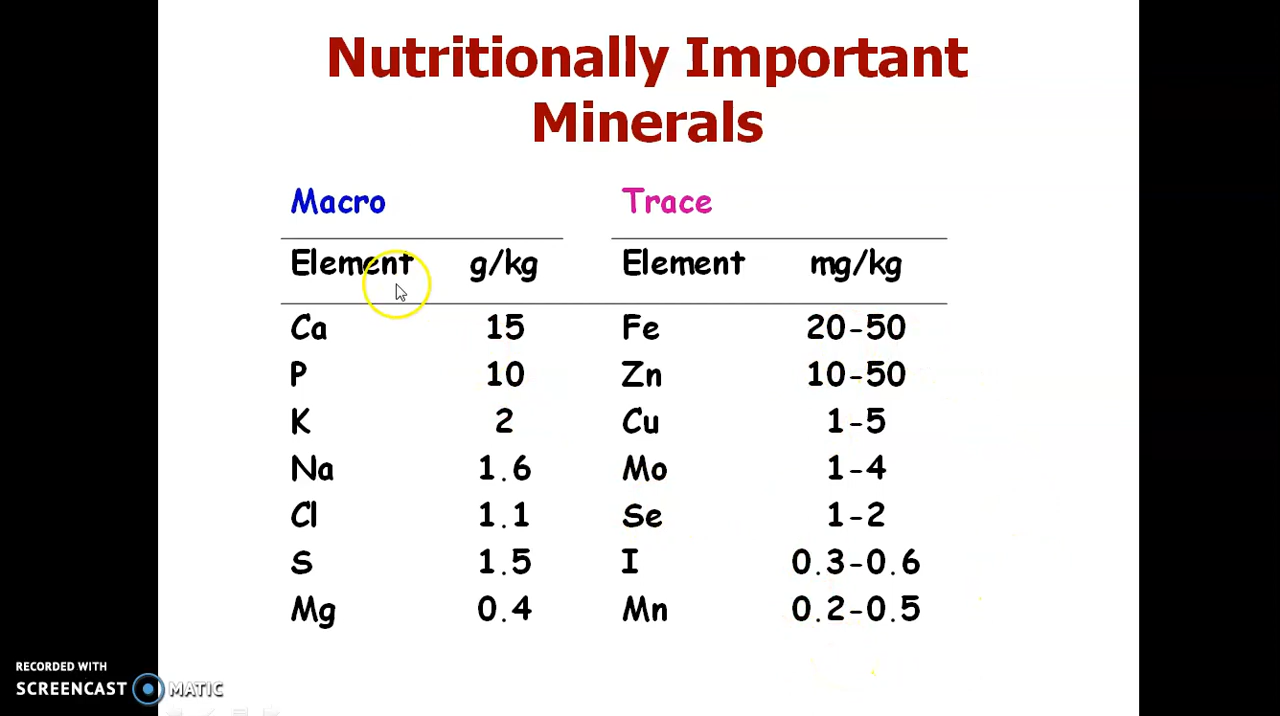 Nutritionally Important
Minerals
Macro Trace
Element g/kg Element mg/kg
Ca 15 Fe 20-50
P 10 Zn 10-50
K 2 Cu 1-5
Na 1.6 Mo 1-4
Cl 1.1 Se 1-2
S 1.5 I 0.3-0.6
Mg 0.4 Mn 0.2-0.5
RECORDED WITH
SCREENCAST MATIC